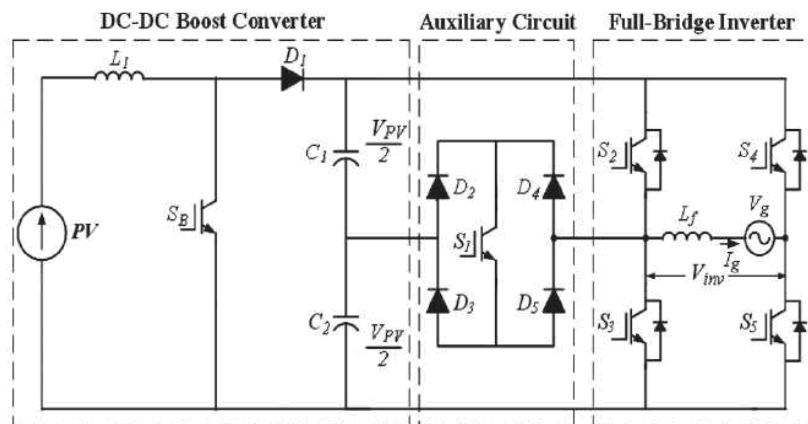 DC-DC Boost Converter
Auxiliary Circuit
Full-Bridge Inverter
L1
D1
C1
VPV
2
SB
PV
D2
D4
S1
D3
D5
C2
VPV
2
S2
S4
Lf
Vg
Ig
Vinv
S3
S5